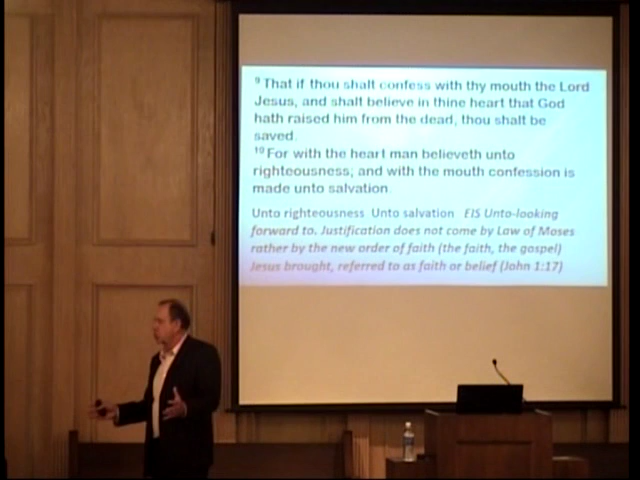 ⁹ That if thou shalt confess with thy mouth the Lord
Jesus, and shalt believe in thine heart that God
hath raised him from the dead, thou shalt be
saved.
¹⁰ For with the heart man believeth unto
righteousness; and with the mouth confession is
made unto salvation
Unto righteousness Unto salvation EIS Unto-looking
forward to. Justification does not come by Law of Moses
rather by the new order of faith (the faith, the gospel)
Jesus brought, referred to as faith or belief (John 1:17)